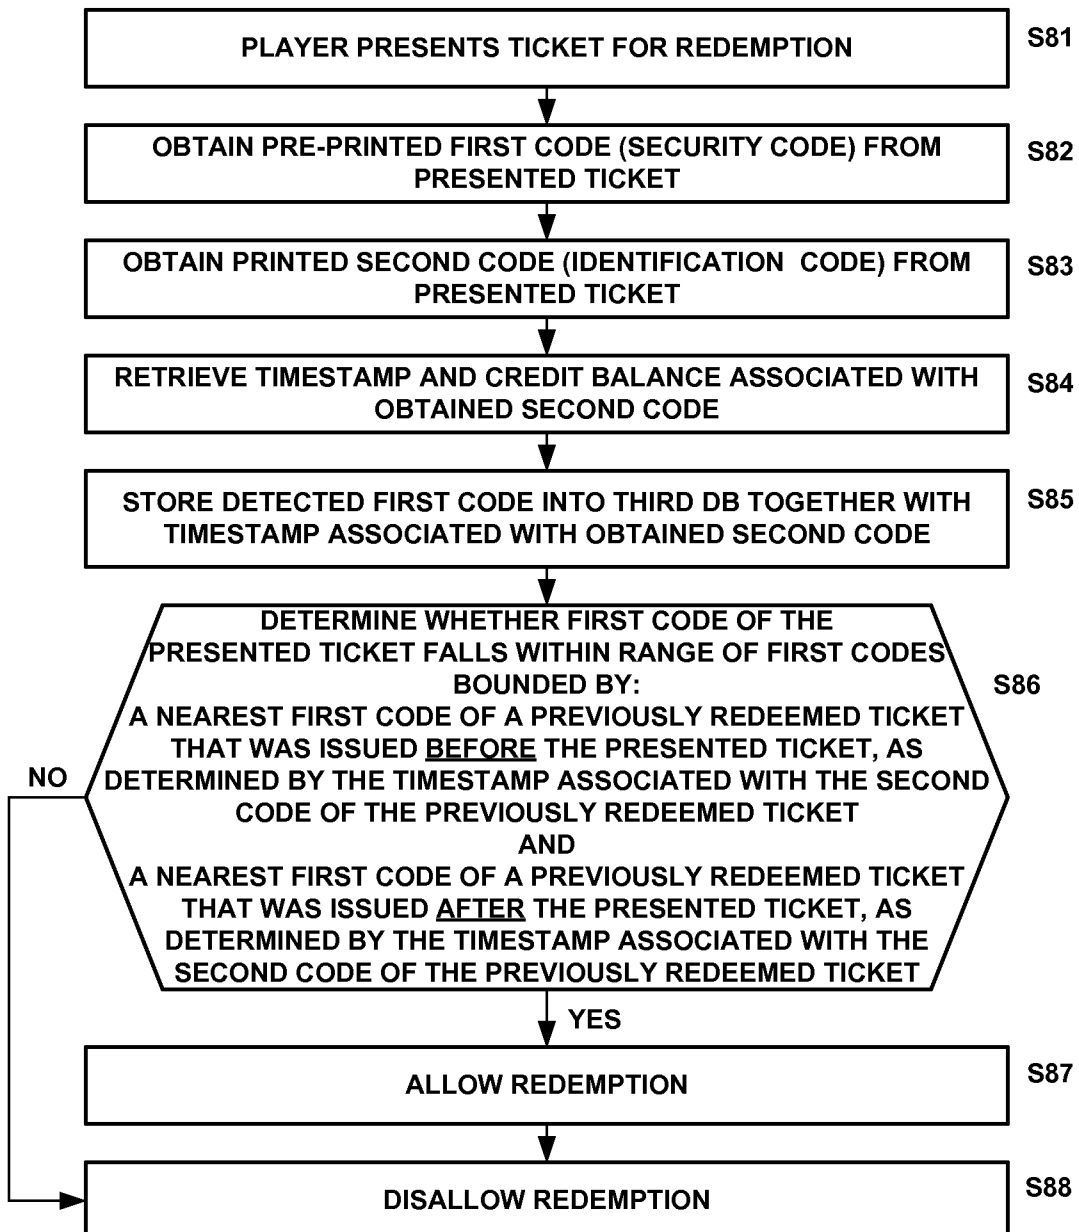 PLAYER PRESENTS TICKET FOR REDEMPTION
S81
OBTAIN PRE-PRINTED FIRST CODE (SECURITY CODE) FROM
PRESENTED TICKET
S82
OBTAIN PRINTED SECOND CODE (IDENTIFICATION CODE) FROM
PRESENTED TICKET
S83
RETRIEVE TIMESTAMP AND CREDIT BALANCE ASSOCIATED WITH
OBTAINED SECOND CODE
S84
STORE DETECTED FIRST CODE INTO THIRD DB TOGETHER WITH
TIMESTAMP ASSOCIATED WITH OBTAINED SECOND CODE
S85
DETERMINE WHETHER FIRST CODE OF THE
PRESENTED TICKET FALLS WITHIN RANGE OF FIRST CODES
BOUNDED BY:
A NEAREST FIRST CODE OF A PREVIOUSLY REDEEMED TICKET
THAT WAS ISSUED BEFORE THE PRESENTED TICKET, AS
DETERMINED BY THE TIMESTAMP ASSOCIATED WITH THE SECOND
CODE OF THE PREVIOUSLY REDEEMED TICKET
AND
A NEAREST FIRST CODE OF A PREVIOUSLY REDEEMED TICKET
THAT WAS ISSUED AFTER THE PRESENTED TICKET, AS
DETERMINED BY THE TIMESTAMP ASSOCIATED WITH THE
SECOND CODE OF THE PREVIOUSLY REDEEMED TICKET
S86
NO
YES
ALLOW REDEMPTION
S87
DISALLOW REDEMPTION
S88